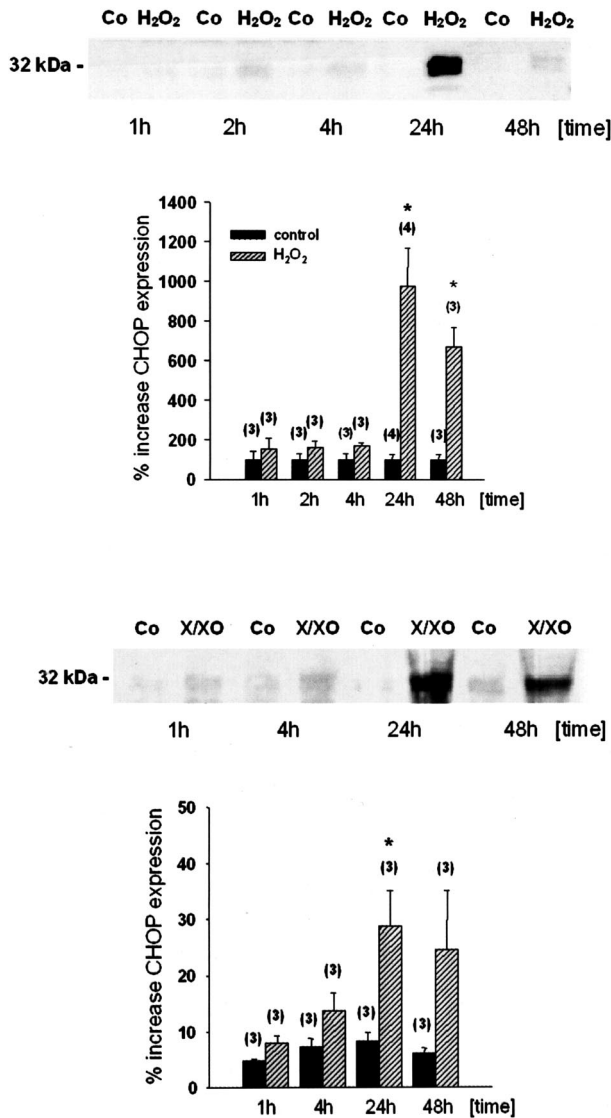 Co H₂O₂ Co H₂O₂ Co H₂O₂ Co H₂O₂ Co H₂O₂
32 kDa -
1h 2h 4h 24h 48h [time]
1400
1200
1000
800
600
400
200
0
% increase CHOP expression
control
H₂O₂
(3) (3) (3) (3) (3) (3) (4) * (4) (3) * (3)
1h 2h 4h 24h 48h [time]
Co X/XO Co X/XO Co X/XO Co X/XO
32 kDa -
1h 4h 24h 48h [time]
50
40
30
20
10
0
% increase CHOP expression
(3) (3) (3) (3) (3) * (3) (3) (3)
1h 4h 24h 48h [time]